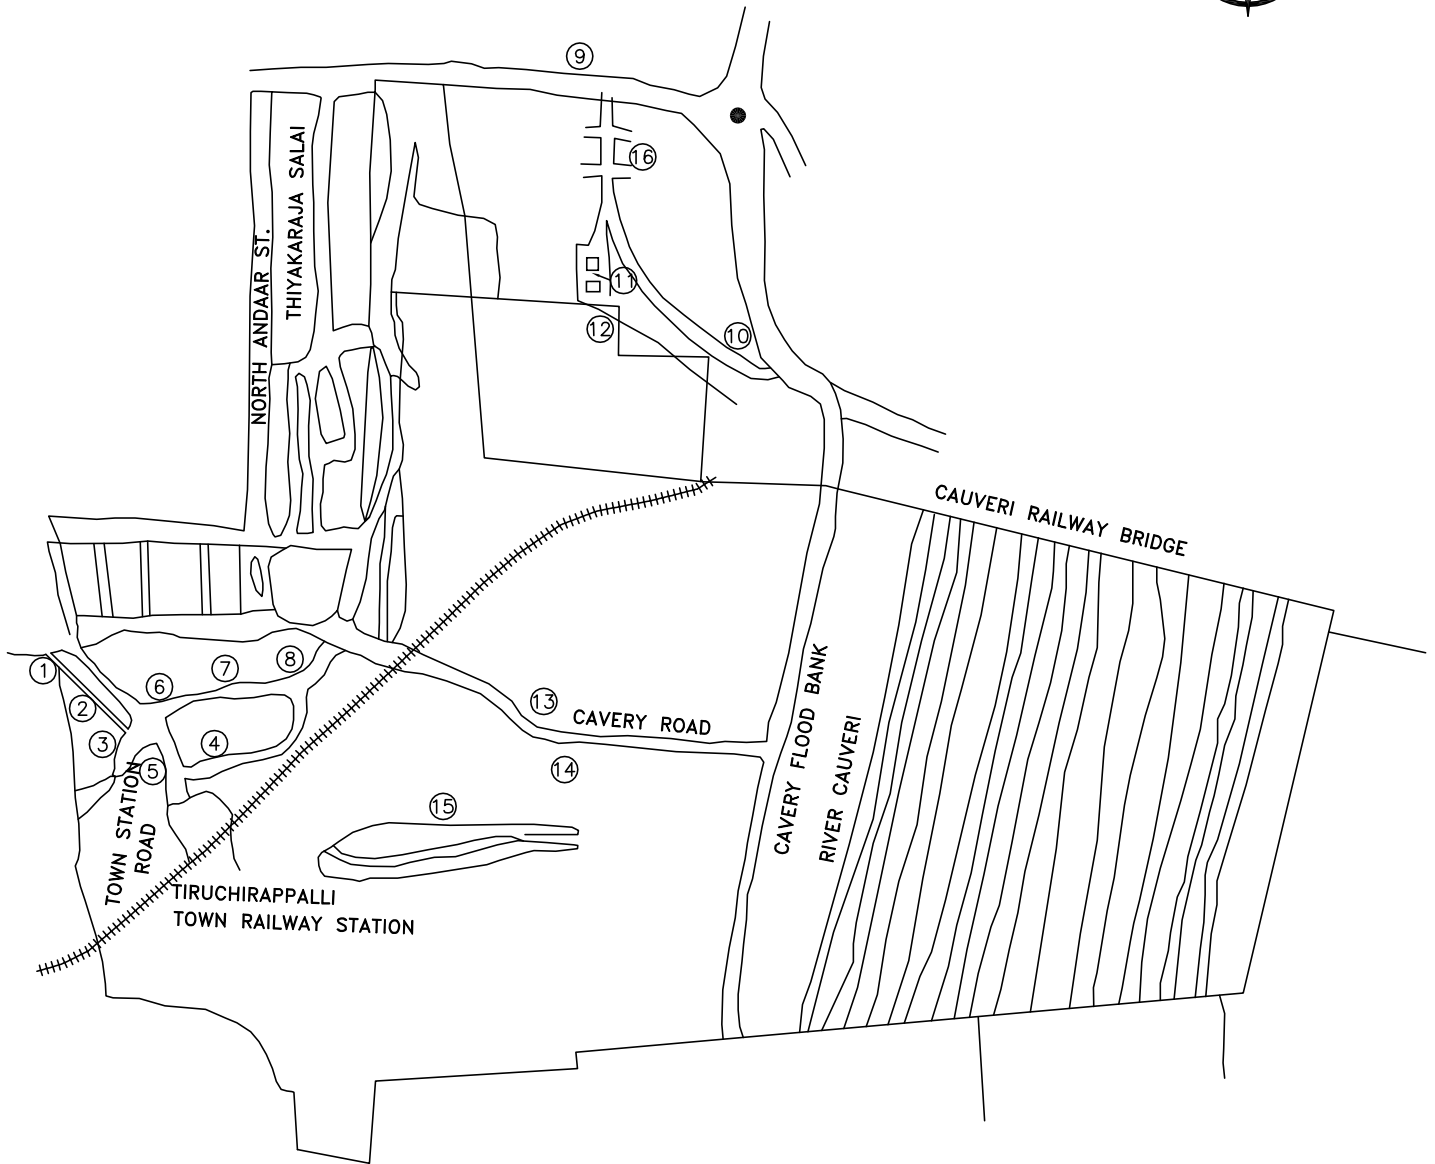 9
16
THIYAKARAJA SALAI
NORTH ANDAAR ST.
11
12
10
CAUVERI RAILWAY BRIDGE
1
2
3
4
5
6
7
8
13
CAVERY ROAD
CAVERY FLOOD BANK
RIVER CAUVERI
14
15
TOWN STATION
ROAD
TIRUCHIRAPPALLI
TOWN RAILWAY STATION